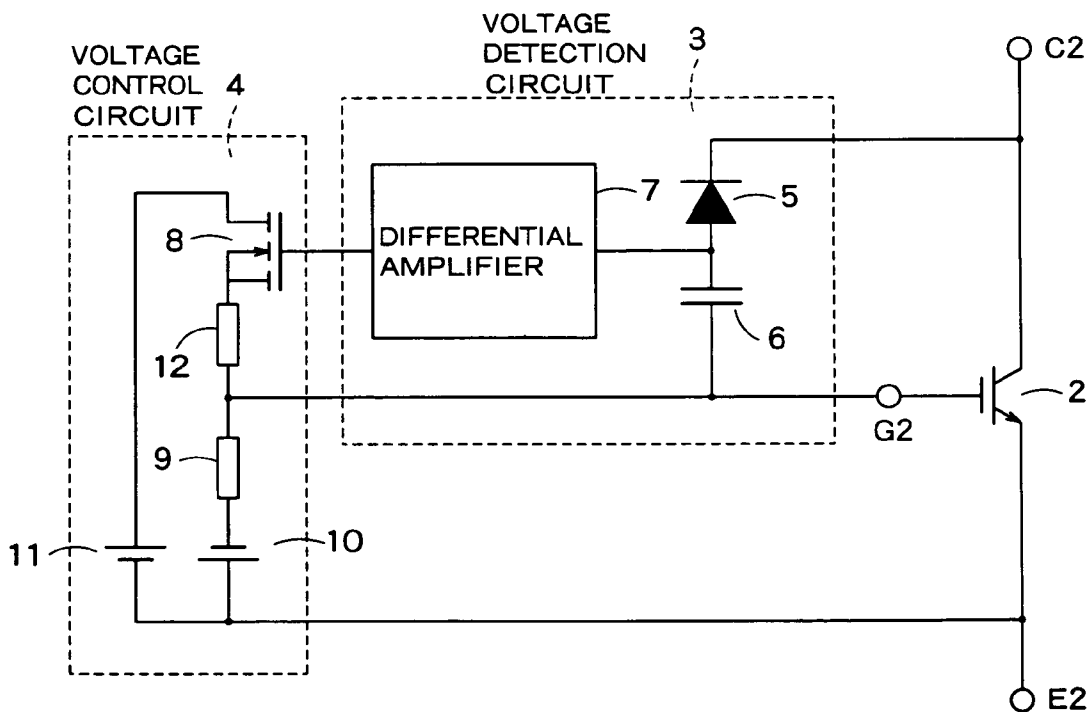 VOLTAGE
CONTROL
CIRCUIT
4
VOLTAGE
DETECTION
CIRCUIT
3
C2
8
DIFFERENTIAL
AMPLIFIER
7
5
6
12
9
G2
2
11
10
E2